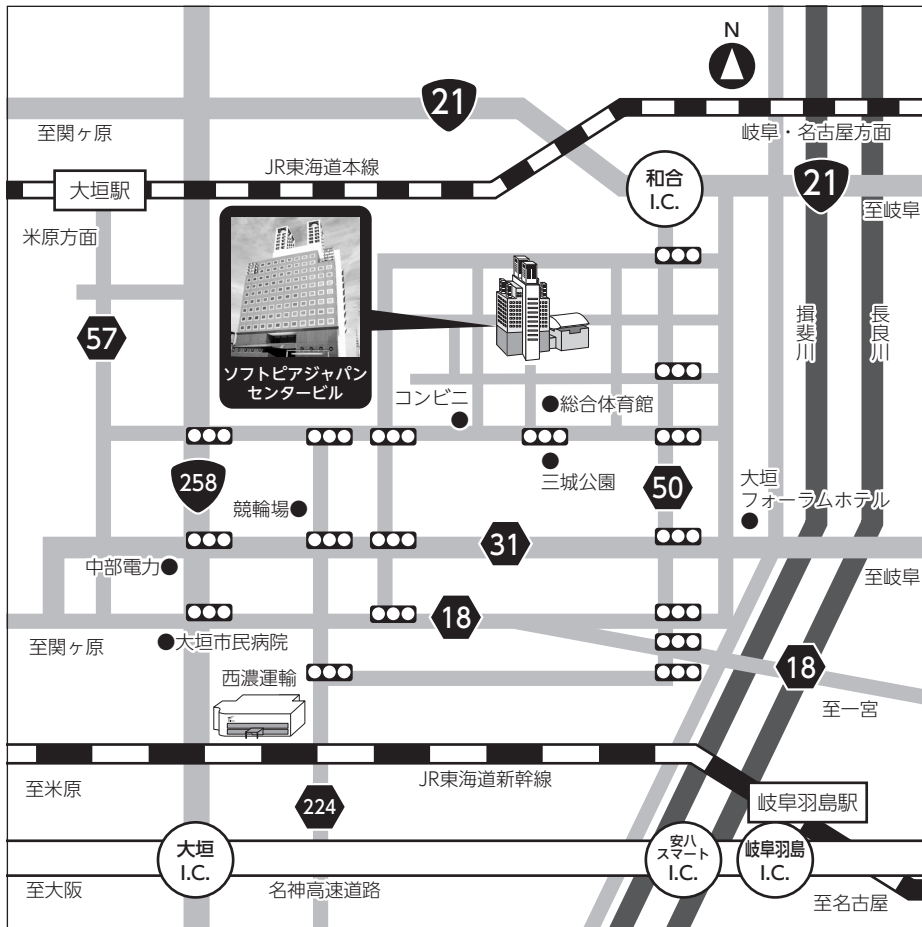 N
21
至関ヶ原
岐阜・名古屋方面
JR東海道本線
大垣駅
和合
I.C.
21
至岐阜
米原方面
57
揖斐川
長良川
ソフトピアジャパン
センタービル
コンビニ
総合体育館
258
三城公園
50
大垣
フォーラムホテル
競輪場
31
中部電力
至岐阜
18
至関ヶ原
大垣市民病院
18
西濃運輸
至一宮
至米原
JR東海道新幹線
224
岐阜羽島駅
大垣
I.C.
安八
スマート
I.C.
岐阜羽島
I.C.
至大阪
名神高速道路
至名古屋